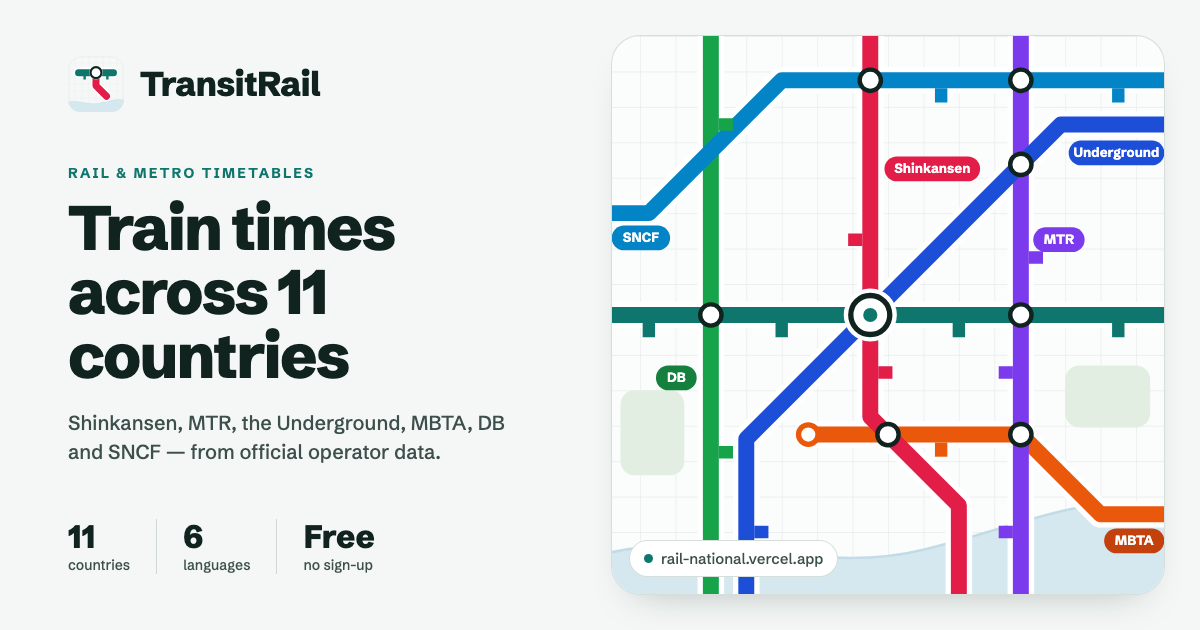 TransitRail
RAIL & METRO TIMETABLES
Train times
across 11
countries
Shinkansen, MTR, the Underground, MBTA, DB
and SNCF — from official operator data.
11
countries
6
languages
Free
no sign-up
Underground
Shinkansen
SNCF
MTR
DB
MBTA
rail-national.vercel.app